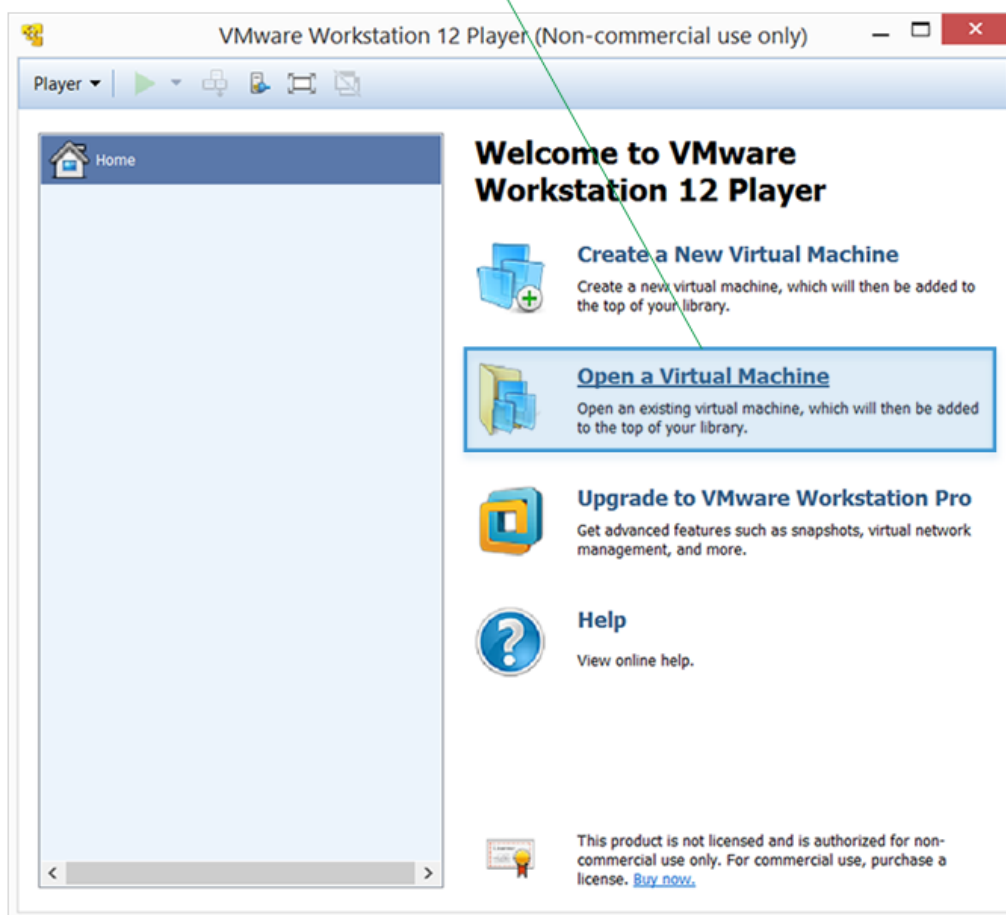 VMware Workstation 12 Player (Non-commercial use only)
Player
Home
Welcome to VMware
Workstation 12 Player
Create a New Virtual Machine
Create a new virtual machine, which will then be added to
the top of your library.
Open a Virtual Machine
Open an existing virtual machine, which will then be added
to the top of your library.
Upgrade to VMware Workstation Pro
Get advanced features such as snapshots, virtual network
management, and more.
Help
View online help.
This product is not licensed and is authorized for non-
commercial use only. For commercial use, purchase a
license. Buy now.